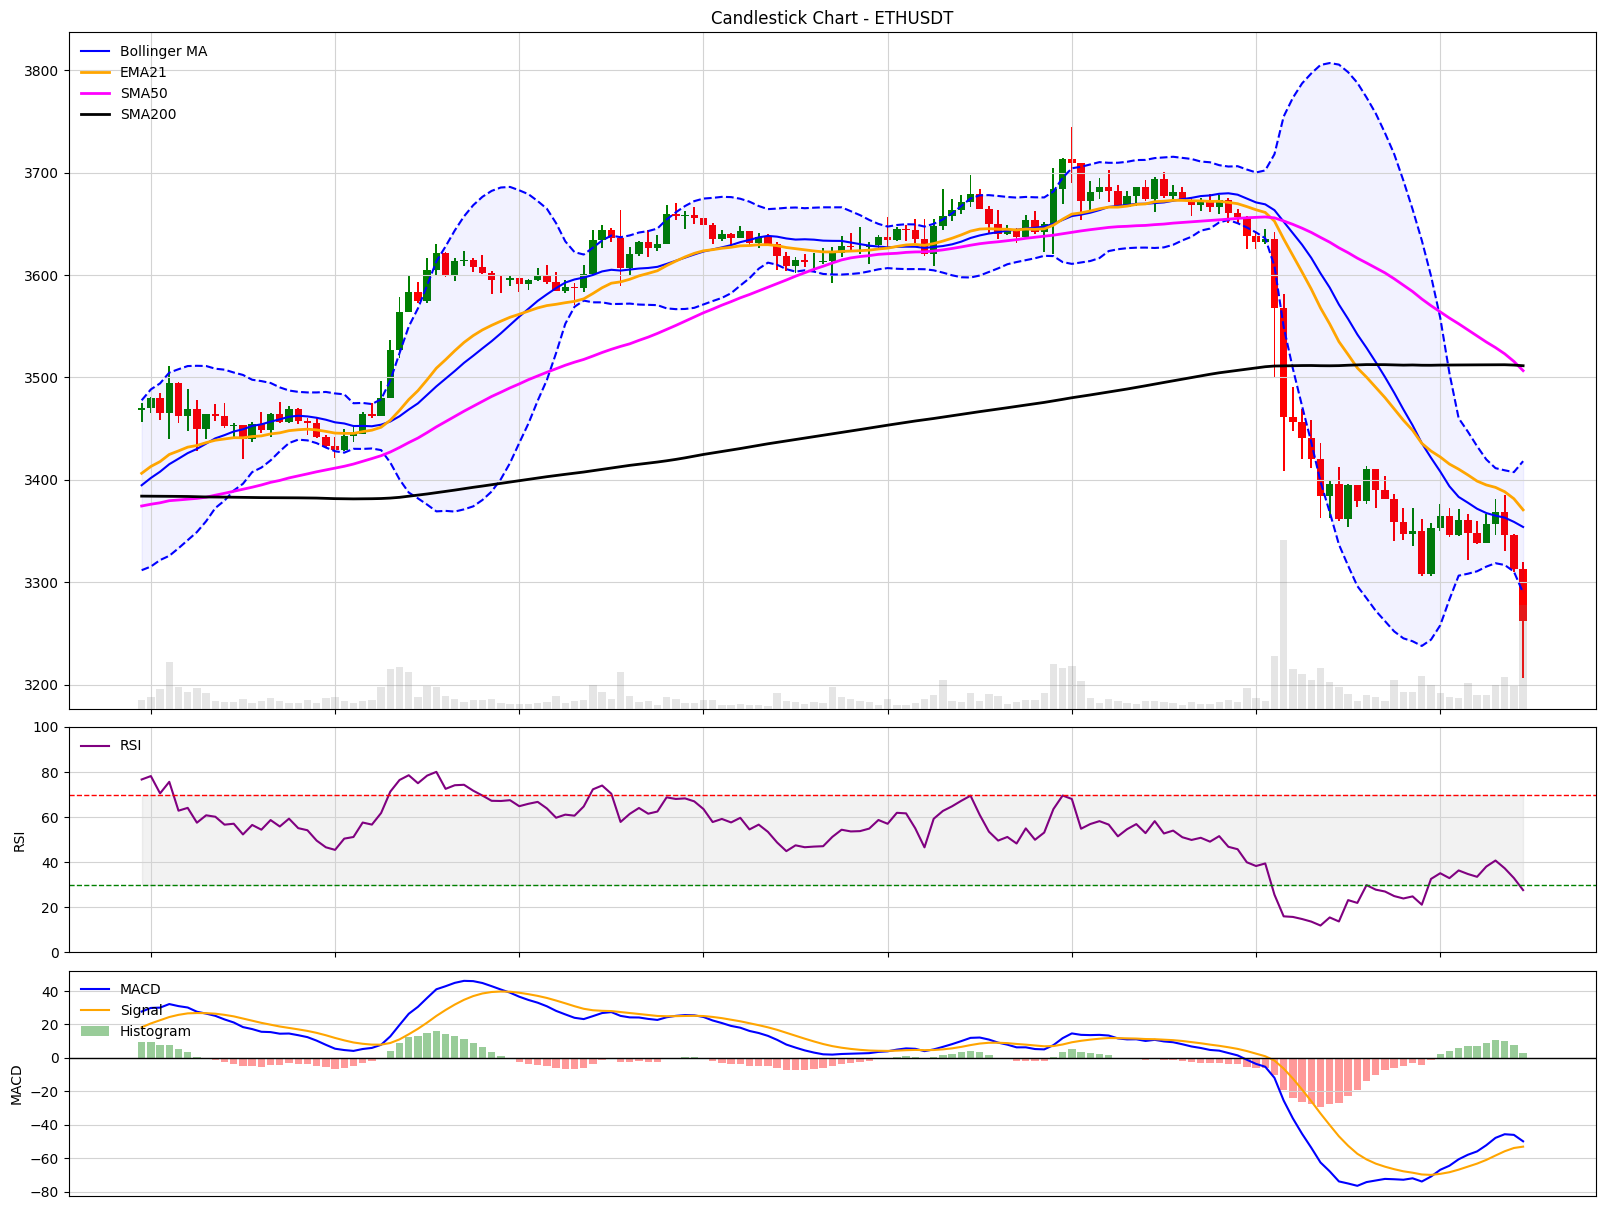 Candlestick Chart - ETHUSDT
Bollinger MA
EMA21
SMA50
SMA200
3800
3700
3600
3500
3400
3300
3200
RSI
100
80
60
40
20
0
RSI
MACD
Signal
Histogram
40
20
0
−20
−40
−60
−80
MACD